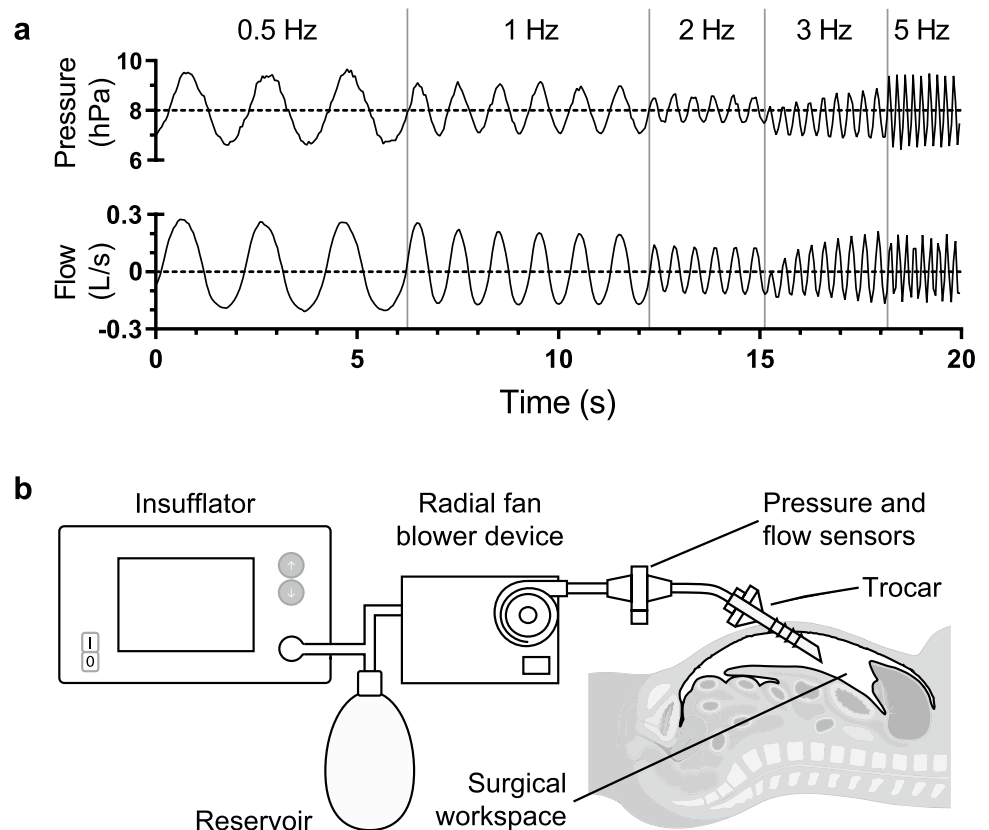 a
0.5 Hz 1 Hz 2 Hz 3 Hz 5 Hz
Pressure
(hPa)
10
8
6
Flow
(L/s)
0.3
0
-0.3
0 5 10 15 20
Time (s)
b
Insufflator
Radial fan
blower device
Pressure and
flow sensors
Trocar
↑
↓
I
0
Surgical
workspace
Reservoir